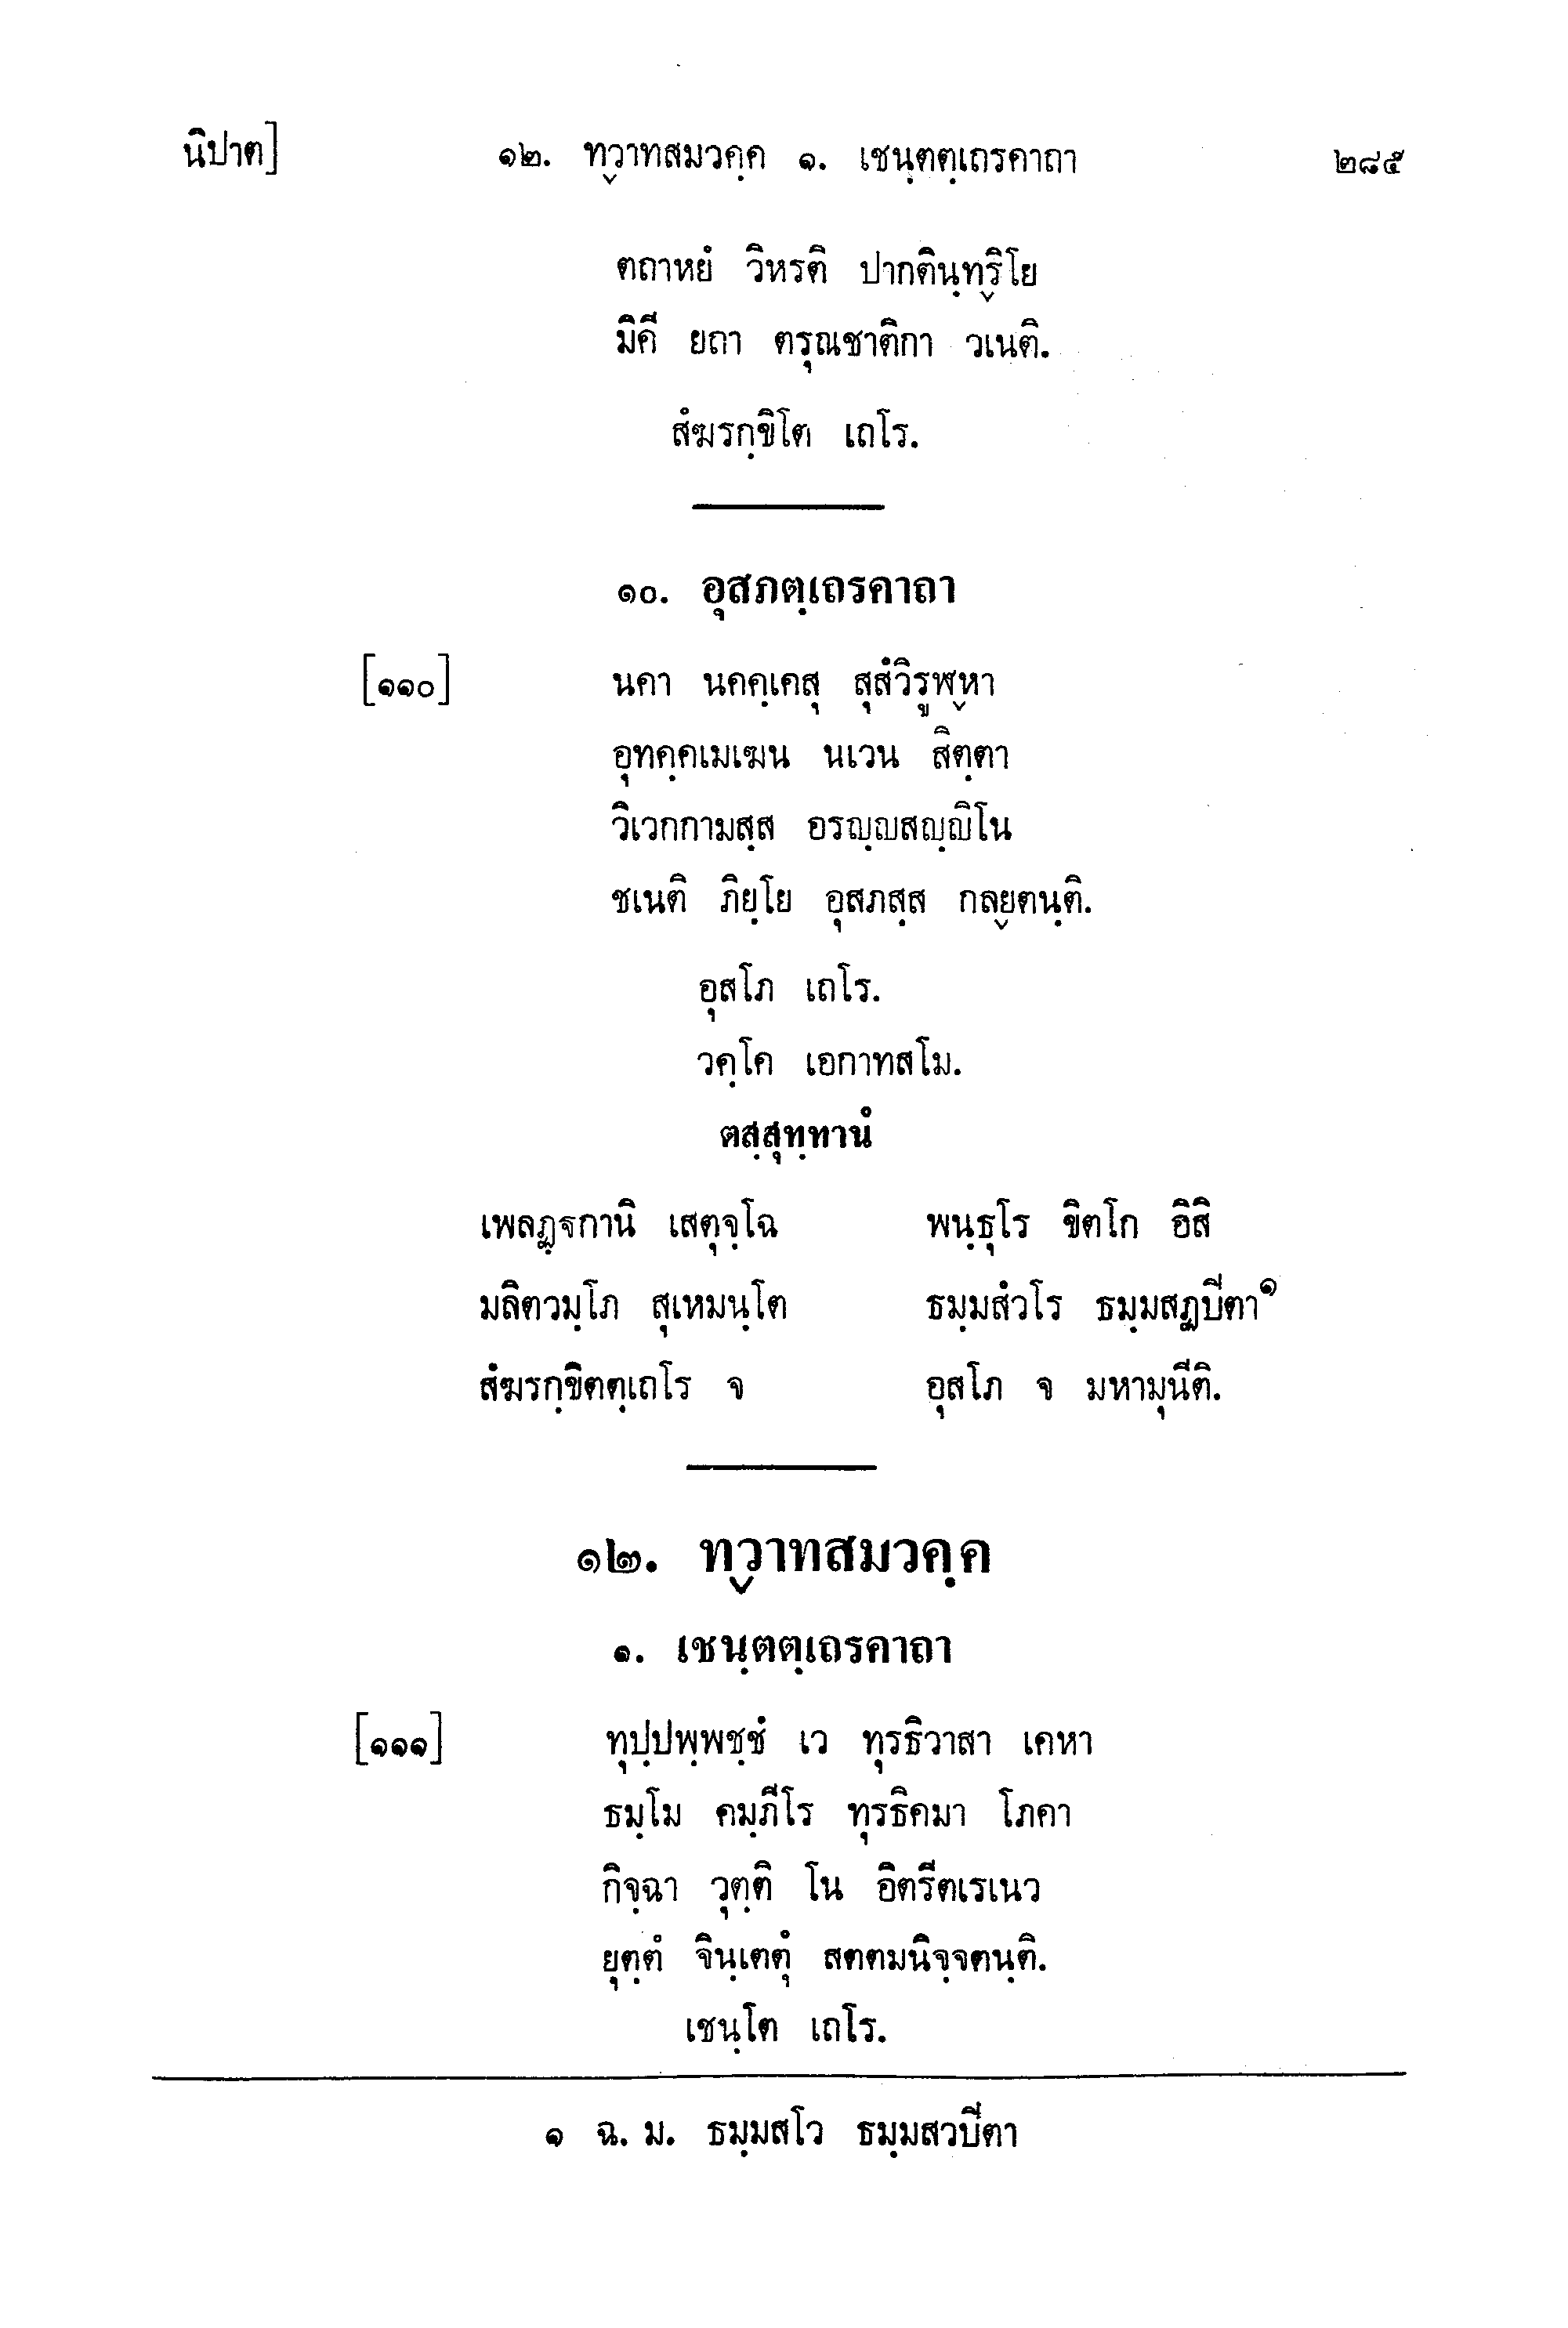 นิปาต] ๑๒. ทฺวาทสมวคฺค ๑. เชนฺตตฺเถรคาถา ๒๘๕
ตถาหยํ วิหรติ ปากตินฺทฺริโย
มิคี ยถา ตรุณชาติกา วเนติ.
สํฆรกฺขิโต เถโร.
๑๐. อุสภตฺเถรคาถา
[๑๑๐] นคา นคคฺเคสุ สุสํวิรูฬฺหา
อุทคฺคเมเฆน นเวน สิตฺตา
วิเวกกามสฺส อรญฺญสญฺญิโน
ชเนติ ภิยฺโย อุสภสฺส กลฺยตนฺติ.
อุสโภ เถโร.
วคฺโค เอกาทสโม.
ตสฺสุทฺทานํ
เพลฏฺฐกานิ เสตุจฺโฉ พนฺธุโร ขิตโก อิสิ
มลิตวมฺโภ สุเหมนฺโต ธมฺมสํวโร ธมฺมสฏปีตา๑
สํฆรกฺขิตตฺเถโร จ อุสโภ จ มหามุนีติ.
๑๒. ทฺวาทสมวคฺค
๑. เชนฺตตฺเถรคาถา
[๑๑๑] ทุปฺปพฺพชฺชํ เว ทุรธิวาสา เคหา
ธมฺโม คมฺภีโร ทุรธิคมา โภคา
กิจฺฉา วุตฺติ โน อิตรีตเรเนว
ยุตฺตํ จินฺเตตุํ สตตมนิจฺจตนฺติ.
เชนฺโต เถโร.
๑ ฉ. ม. ธมฺมสโว ธมฺมสวปีตา